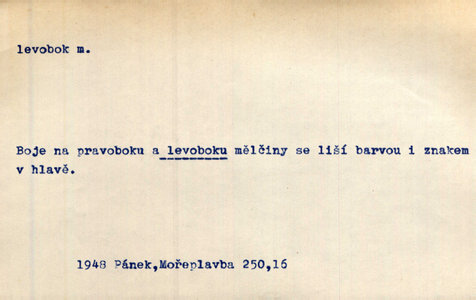 levobok m.
Boje na pravoboku a levoboku mělčiny se liší barvou i znakem
v hlavě.
1948 Pánek,Mořeplavba 250,16